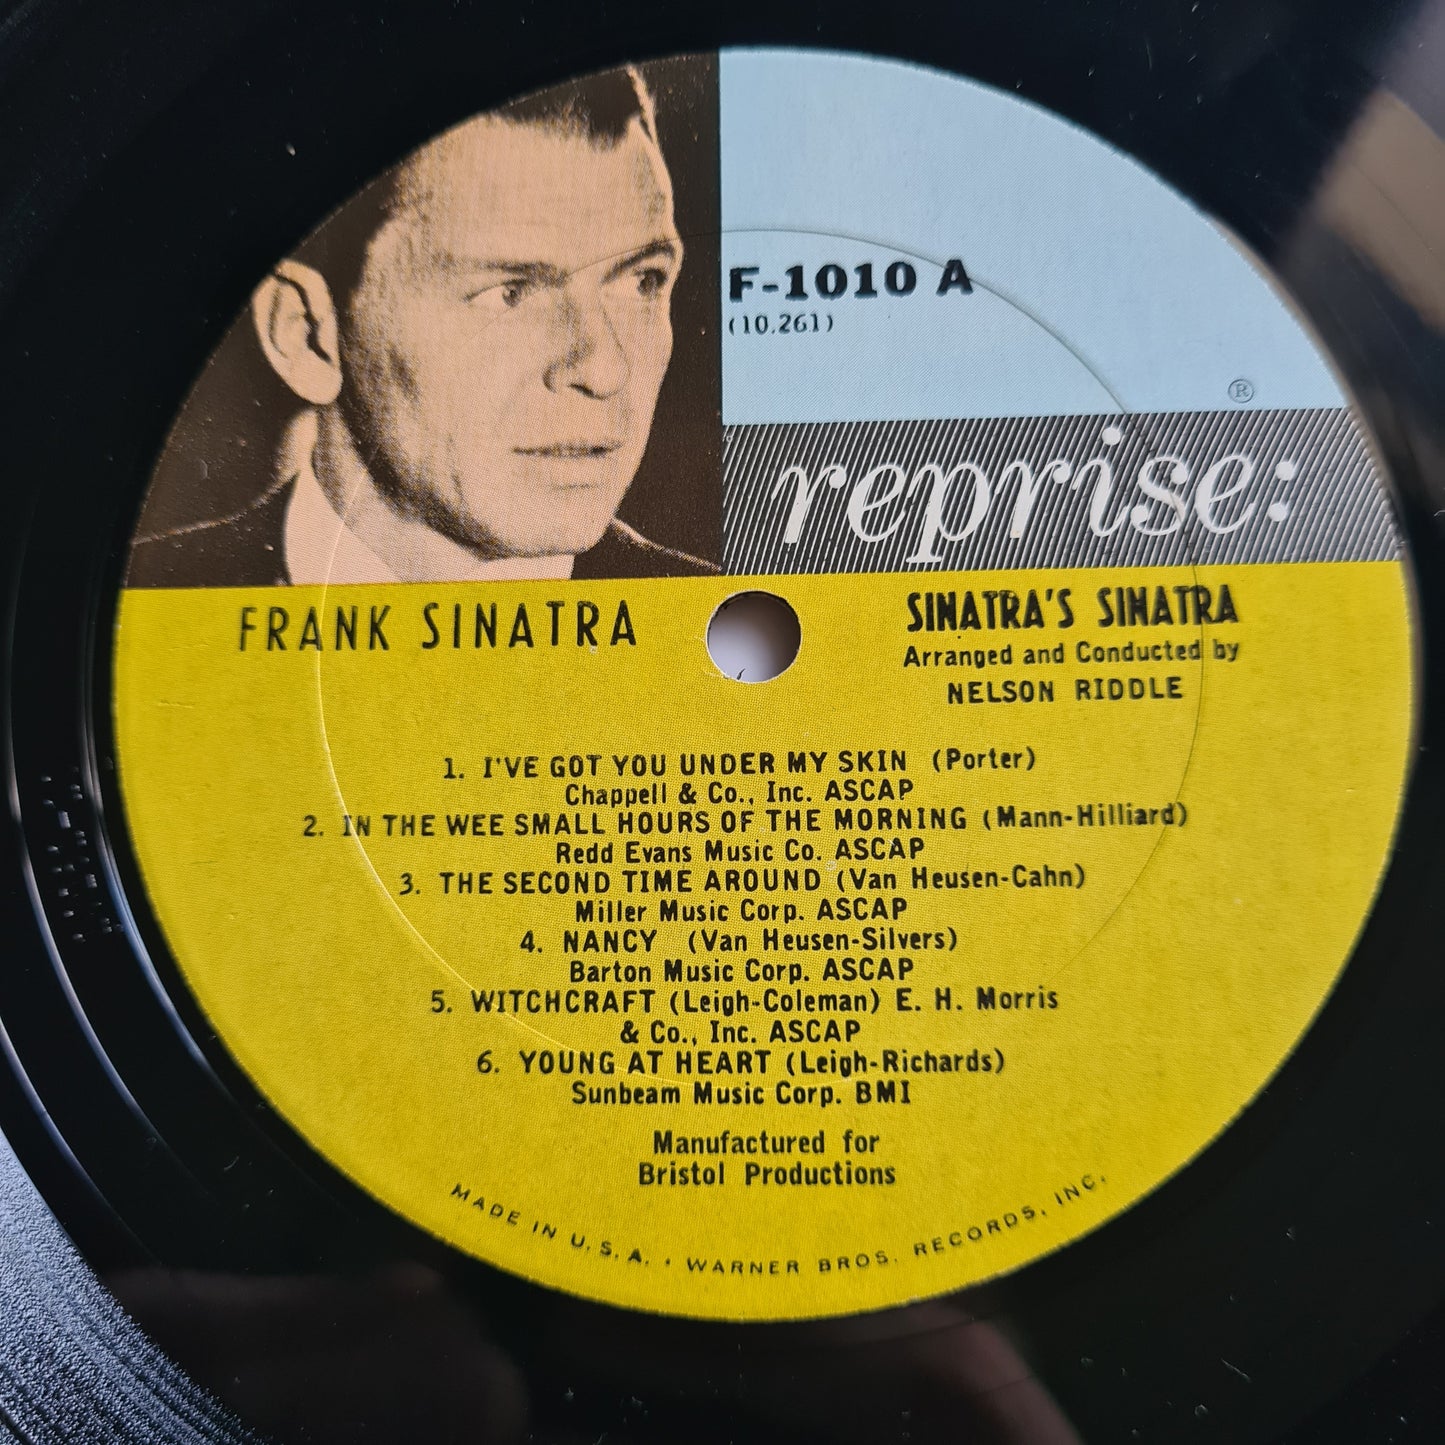 F-1010 A
(10,261)
®
reprise:
FRANK SINATRA
SINATRA'S SINATRA
Arranged and Conducted by
NELSON RIDDLE
1. I'VE GOT YOU UNDER MY SKIN (Porter)
Chappell & Co., Inc. ASCAP
2. IN THE WEE SMALL HOURS OF THE MORNING (Mann-Hilliard)
Redd Evans Music Co. ASCAP
3. THE SECOND TIME AROUND (Van Heusen-Cahn)
Miller Music Corp. ASCAP
4. NANCY (Van Heusen-Silvers)
Barton Music Corp. ASCAP
5. WITCHCRAFT (Leigh-Coleman) E. H. Morris
& Co., Inc. ASCAP
6. YOUNG AT HEART (Leigh-Richards)
Sunbeam Music Corp. BMI
Manufactured for
Bristol Productions
MADE IN U.S.A. • WARNER BROS. RECORDS, INC.